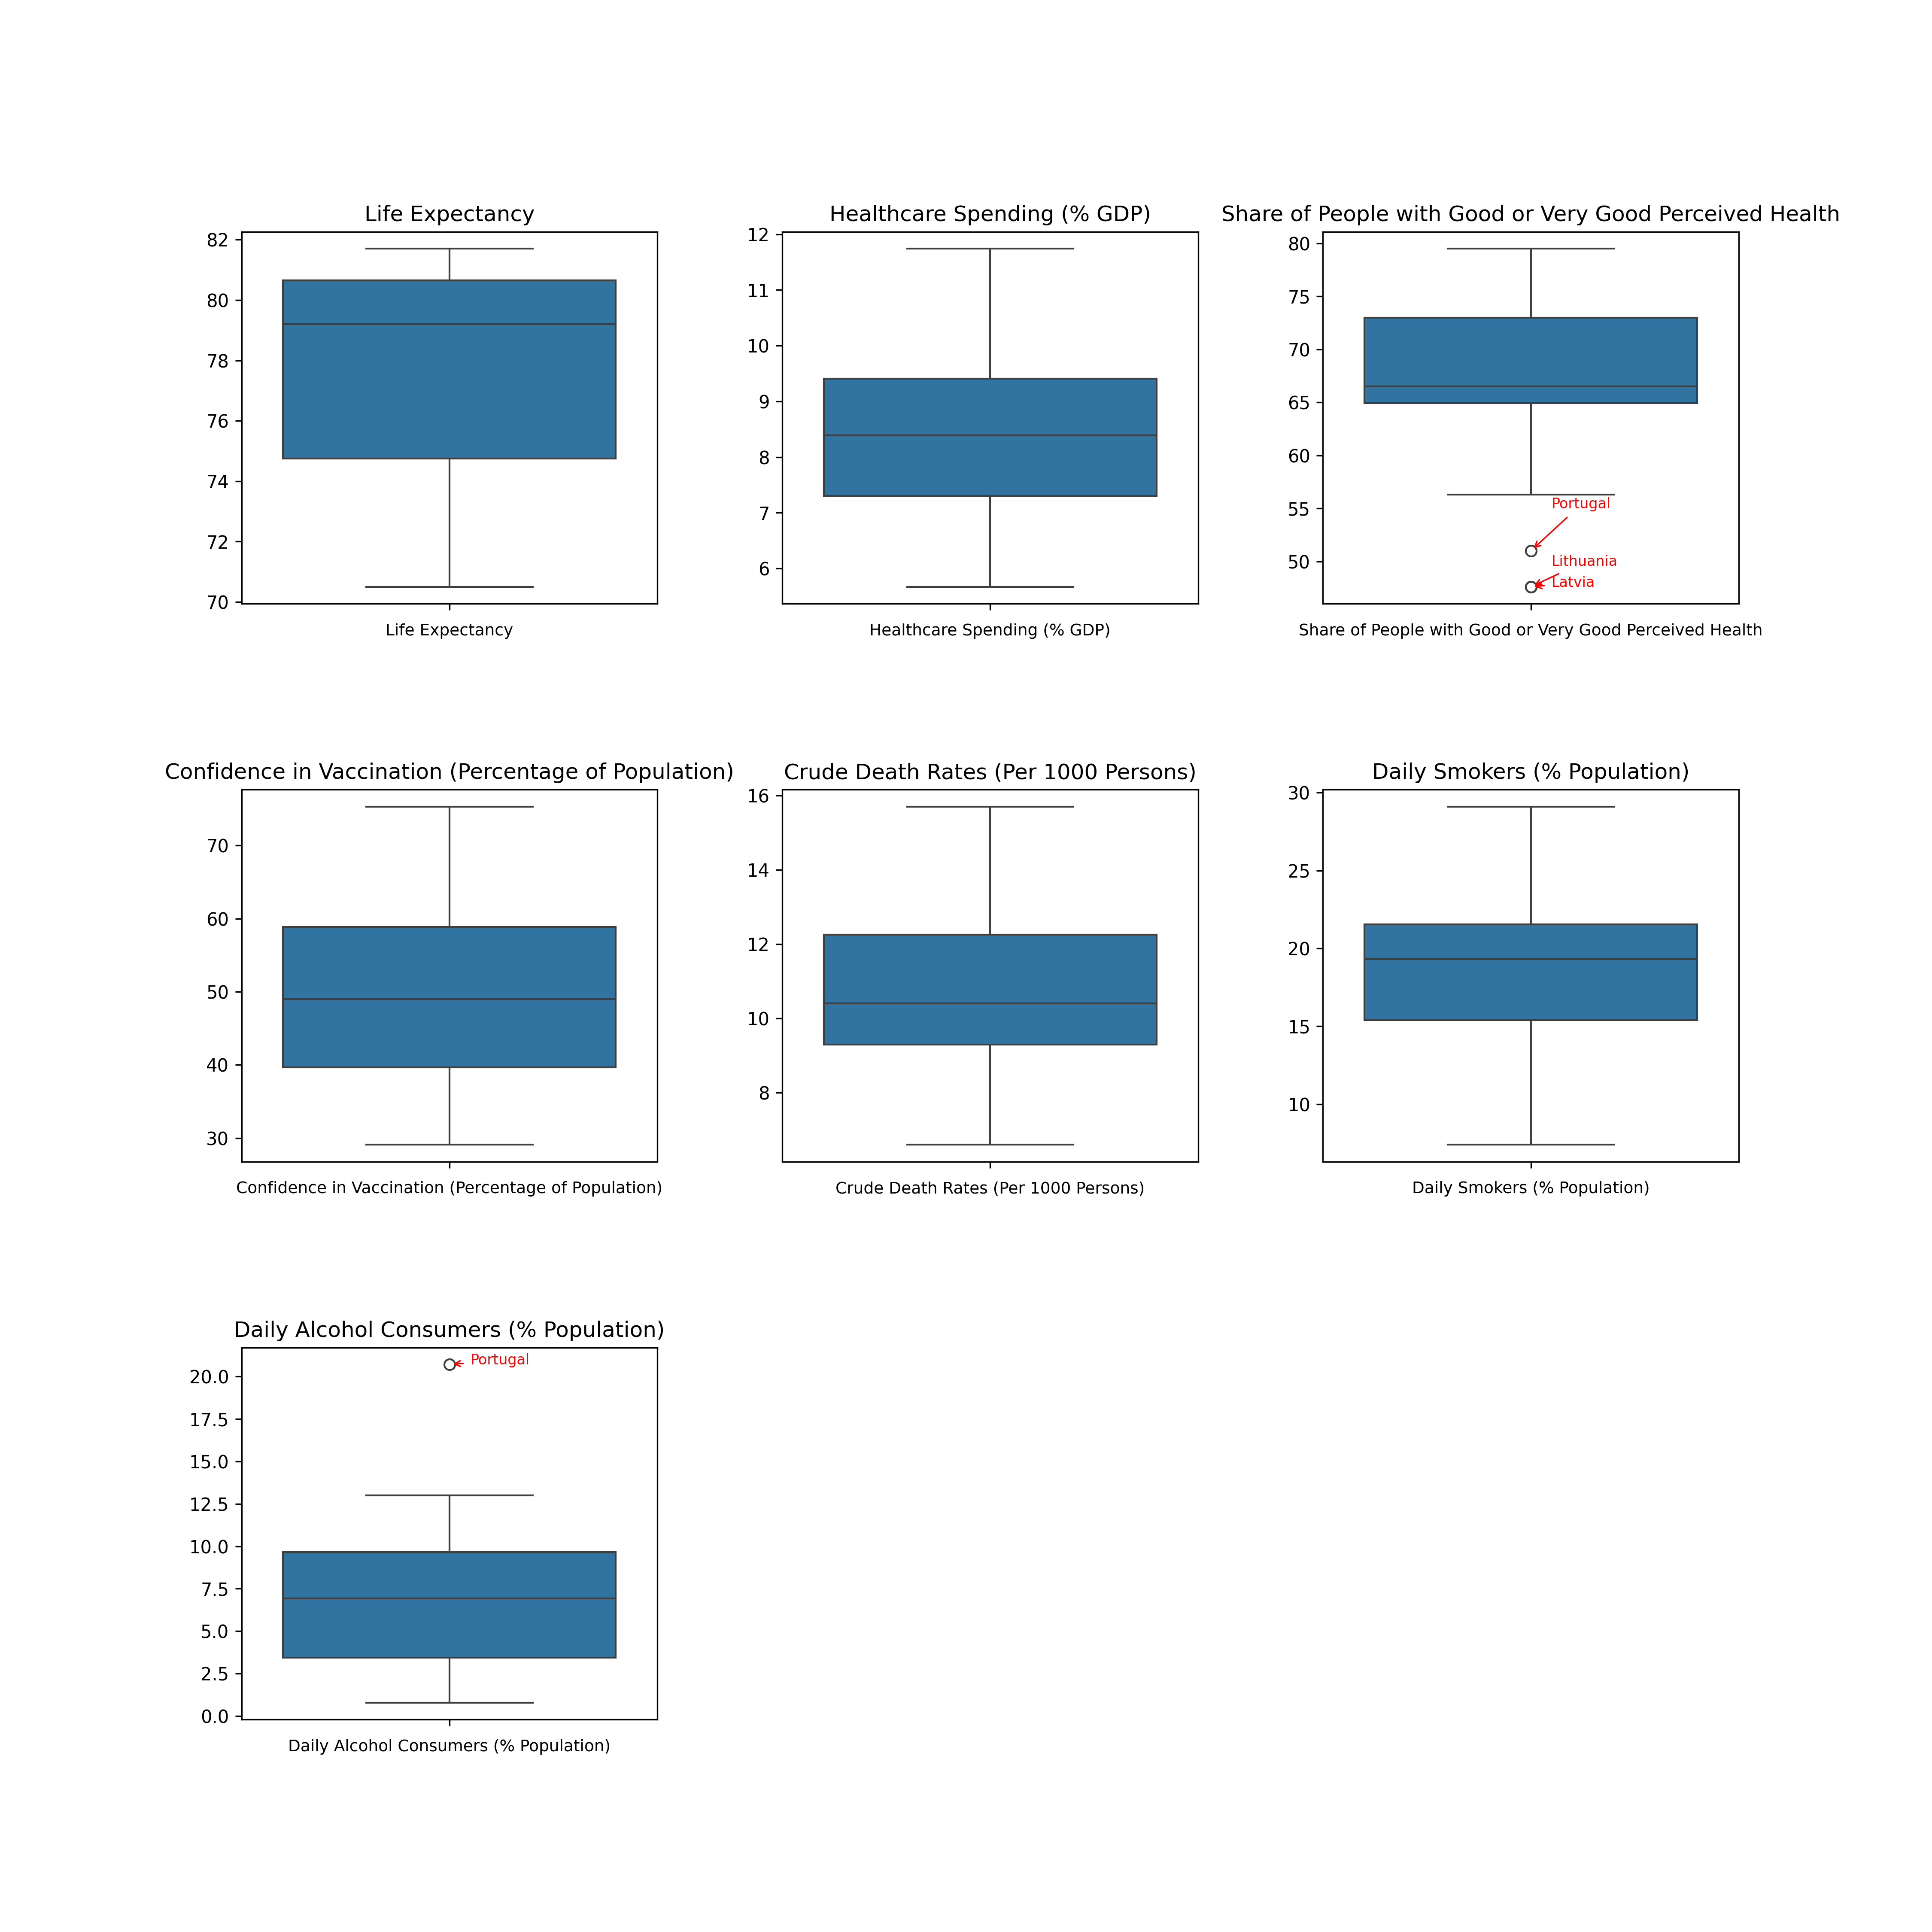 Life Expectancy
82
80
78
76
74
72
70
Life Expectancy
Healthcare Spending (% GDP)
12
11
10
9
8
7
6
Healthcare Spending (% GDP)
Share of People with Good or Very Good Perceived Health
80
75
70
65
60
55
50
Portugal
Lithuania
Latvia
Share of People with Good or Very Good Perceived Health
Confidence in Vaccination (Percentage of Population)
70
60
50
40
30
Confidence in Vaccination (Percentage of Population)
Crude Death Rates (Per 1000 Persons)
16
14
12
10
8
Crude Death Rates (Per 1000 Persons)
Daily Smokers (% Population)
30
25
20
15
10
Daily Smokers (% Population)
Daily Alcohol Consumers (% Population)
Portugal
20.0
17.5
15.0
12.5
10.0
7.5
5.0
2.5
0.0
Daily Alcohol Consumers (% Population)